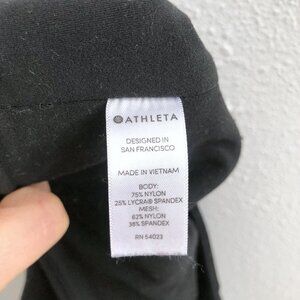 ATHLETA
DESIGNED IN
SAN FRANCISCO
MADE IN VIETNAM
BODY:
75% NYLON
25% LYCRA® SPANDEX
MESH:
62% NYLON
38% SPANDEX
RN 54023